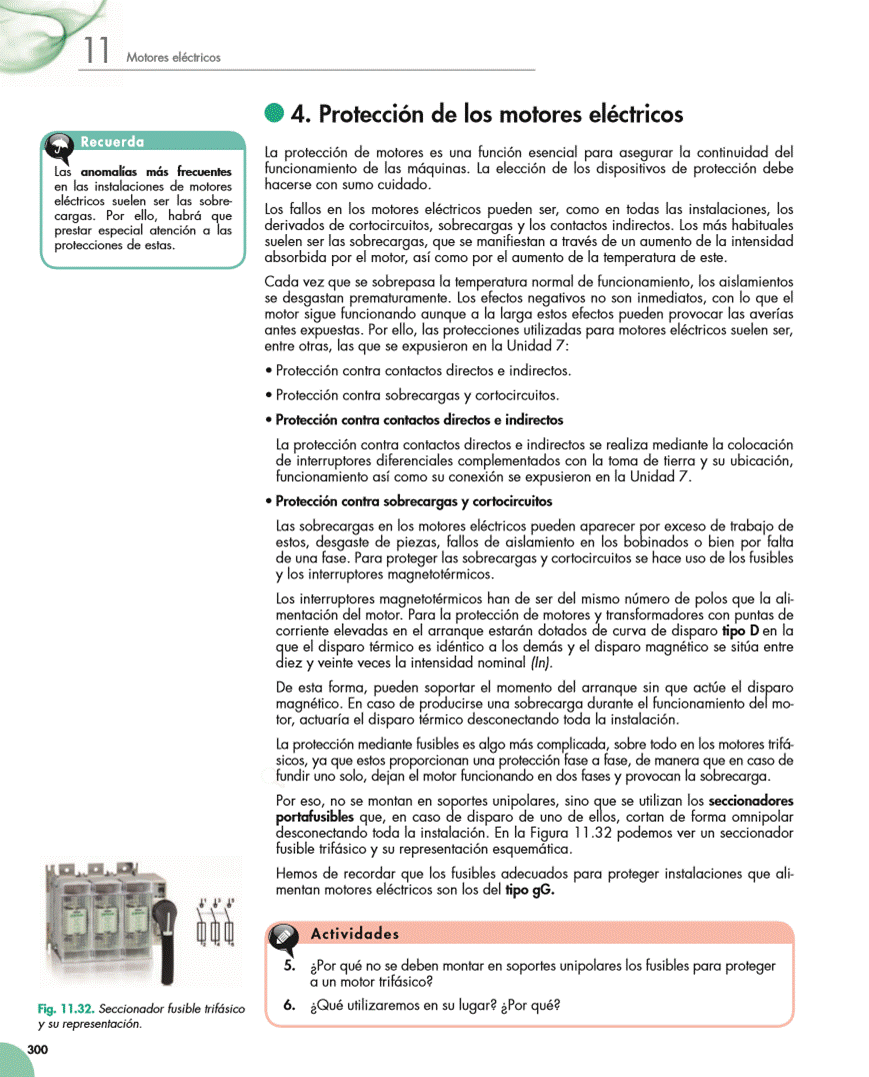 11
Motores eléctricos
4. Protección de los motores eléctricos
Recuerda
Las anomalías más frecuentes
en las instalaciones de motores
eléctricos suelen ser las sobre-
cargas. Por ello, habrá que
prestar especial atención a las
protecciones de estas.
La protección de motores es una función esencial para asegurar la continuidad del
funcionamiento de las máquinas. La elección de los dispositivos de protección debe
hacerse con sumo cuidado.
Los fallos en los motores eléctricos pueden ser, como en todas las instalaciones, los
derivados de cortocircuitos, sobrecargas y los contactos indirectos. Los más habituales
suelen ser las sobrecargas, que se manifiestan a través de un aumento de la intensidad
absorbida por el motor, así como por el aumento de la temperatura de este.
Cada vez que se sobrepasa la temperatura normal de funcionamiento, los aislamientos
se desgastan prematuramente. Los efectos negativos no son inmediatos, con lo que el
motor sigue funcionando aunque a la larga estos efectos pueden provocar las averías
antes expuestas. Por ello, las protecciones utilizadas para motores eléctricos suelen ser,
entre otras, las que se expusieron en la Unidad 7:
• Protección contra contactos directos e indirectos.
• Protección contra sobrecargas y cortocircuitos.
• Protección contra contactos directos e indirectos
La protección contra contactos directos e indirectos se realiza mediante la colocación
de interruptores diferenciales complementados con la toma de tierra y su ubicación,
funcionamiento así como su conexión se expusieron en la Unidad 7.
• Protección contra sobrecargas y cortocircuitos
Las sobrecargas en los motores eléctricos pueden aparecer por exceso de trabajo de
estos, desgaste de piezas, fallos de aislamiento en los bobinados o bien por falta
de una fase. Para proteger las sobrecargas y cortocircuitos se hace uso de los fusibles
y los interruptores magnetotérmicos.
Los interruptores magnetotérmicos han de ser del mismo número de polos que la ali-
mentación del motor. Para la protección de motores y transformadores con puntas de
corriente elevadas en el arranque estarán dotados de curva de disparo tipo D en la
que el disparo térmico es idéntico a los demás y el disparo magnético se sitúa entre
diez y veinte veces la intensidad nominal (In).
De esta forma, pueden soportar el momento del arranque sin que actúe el disparo
magnético. En caso de producirse una sobrecarga durante el funcionamiento del mo-
tor, actuaría el disparo térmico desconectando toda la instalación.
La protección mediante fusibles es algo más complicada, sobre todo en los motores trifá-
sicos, ya que estos proporcionan una protección fase a fase, de manera que en caso de
fundir uno solo, dejan el motor funcionando en dos fases y provocan la sobrecarga.
Por eso, no se montan en soportes unipolares, sino que se utilizan los seccionadores
portafusibles que, en caso de disparo de uno de ellos, cortan de forma omnipolar
desconectando toda la instalación. En la Figura 11.32 podemos ver un seccionador
fusible trifásico y su representación esquemática.
Hemos de recordar que los fusibles adecuados para proteger instalaciones que ali-
mentan motores eléctricos son los del tipo gG.
Fig. 11.32. Seccionador fusible trifásico
y su representación.
Actividades
5. ¿Por qué no se deben montar en soportes unipolares los fusibles para proteger
a un motor trifásico?
6. ¿Qué utilizaremos en su lugar? ¿Por qué?
300